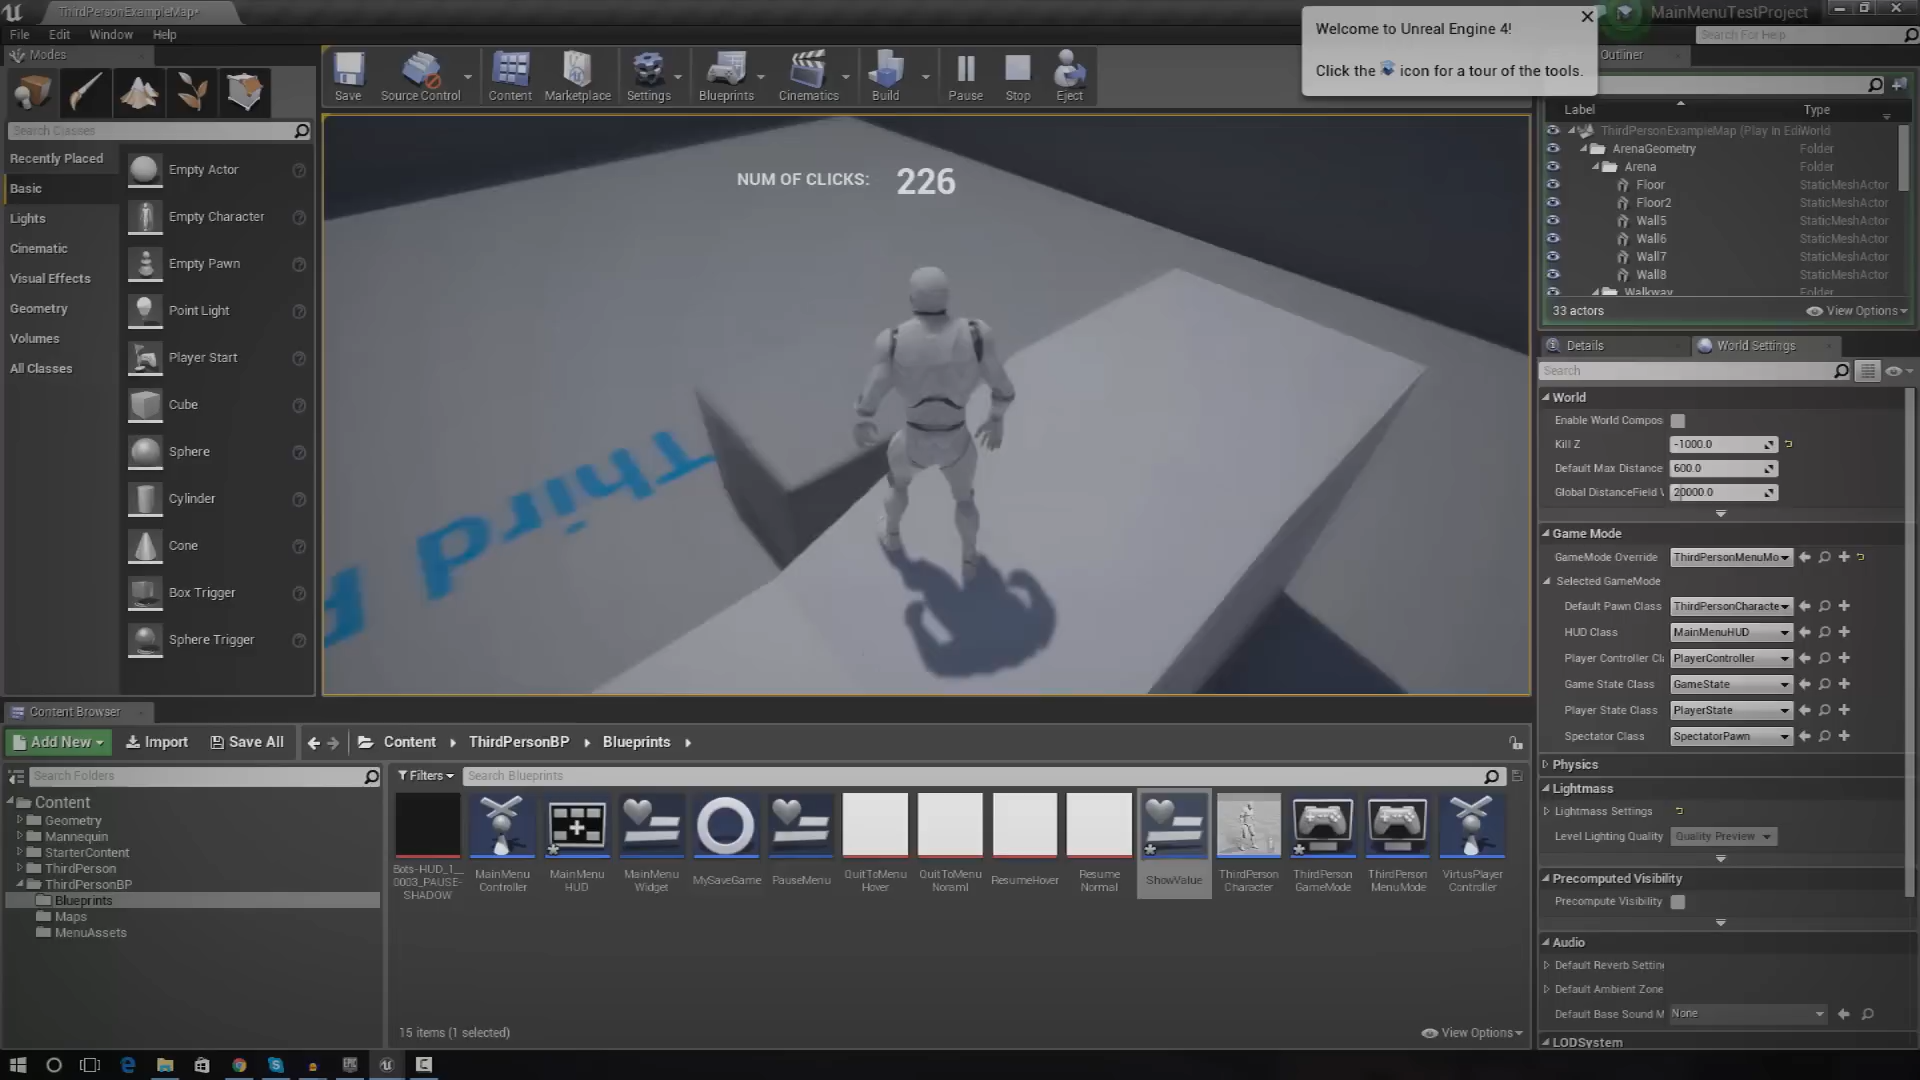 ThirdPersonExampleMap*
MainMenuTestProject
File Edit Window Help
Search For Help
Welcome to Unreal Engine 4!
Click the icon for a tour of the tools.
Modes
Outliner
Save Source Control Content Marketplace Settings Blueprints Cinematics Build Pause Stop Eject
Search Classes
Recently Placed
Basic
Lights
Cinematic
Visual Effects
Geometry
Volumes
All Classes
Empty Actor
Empty Character
Empty Pawn
Point Light
Player Start
Cube
Sphere
Cylinder
Cone
Box Trigger
Sphere Trigger
NUM OF CLICKS: 226
Third P
Label Type
ThirdPersonExampleMap (Play In Edi World
ArenaGeometry Folder
Arena Folder
Floor StaticMeshActor
Floor2 StaticMeshActor
Wall5 StaticMeshActor
Wall6 StaticMeshActor
Wall7 StaticMeshActor
Wall8 StaticMeshActor
Walkway Folder
33 actors View Options
Details World Settings
Search
World
Enable World Compos
Kill Z -1000.0
Default Max Distance 600.0
Global DistanceField V 20000.0
Game Mode
GameMode Override ThirdPersonMenuMo
Selected GameMode
Default Pawn Class ThirdPersonCharacte
HUD Class MainMenuHUD
Player Controller Cl PlayerController
Game State Class GameState
Player State Class PlayerState
Spectator Class SpectatorPawn
Physics
Lightmass
Lightmass Settings
Level Lighting Quality Quality Preview
Precomputed Visibility
Precompute Visibility
Audio
Default Reverb Settin
Default Ambient Zone
Default Base Sound M None
LODSystem
Content Browser
Add New Import Save All Content ThirdPersonBP Blueprints
Search Folders
Filters Search Blueprints
Content
Geometry
Mannequin
StarterContent
ThirdPerson
ThirdPersonBP
Blueprints
Maps
MenuAssets
Bots-HUD_1__0003_PAUSE-SHADOW
MainMenu Controller
MainMenu HUD
MainMenu Widget
MySaveGame
PauseMenu
QuitToMenu Hover
QuitToMenu Noraml
ResumeHover
Resume Normal
ShowValue
ThirdPerson Character
ThirdPerson GameMode
ThirdPerson MenuMode
VirtusPlayer Controller
15 items (1 selected) View Options